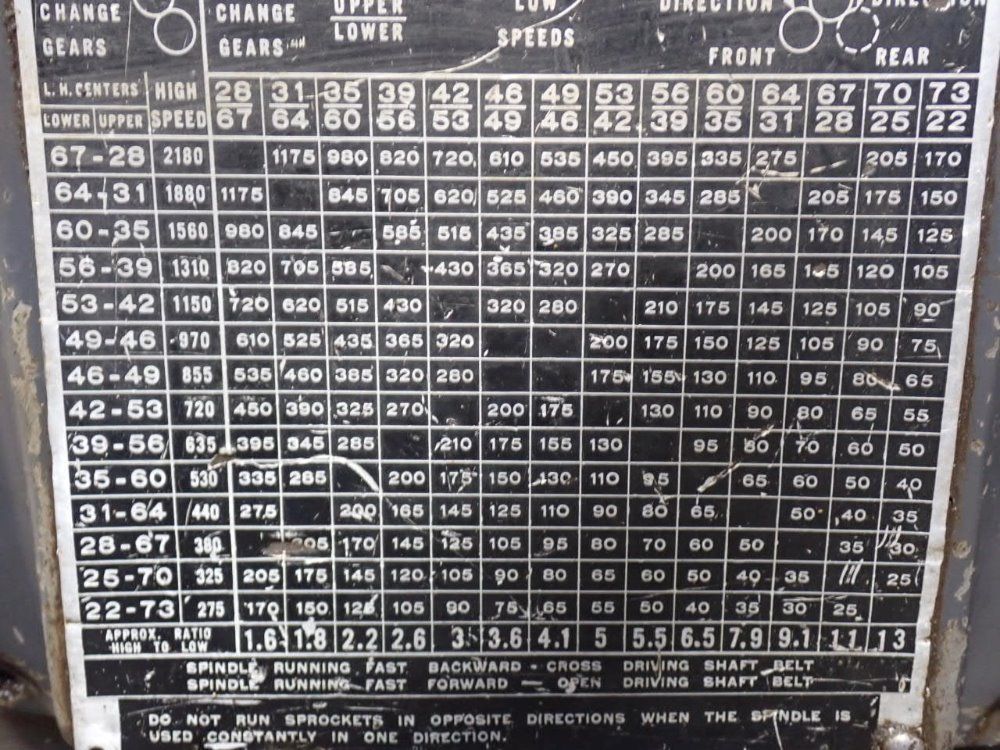 CHANGE CHANGE UPPER LOW DIRECTION DIRECTION
GEARS GEARS LOWER SPEEDS FRONT REAR
L.H. CENTERS HIGH 28 31 35 39 42 46 49 53 56 60 64 67 70 73
LOWER UPPER SPEED 67 64 60 56 53 49 46 42 39 35 31 28 25 22
67-28 2180 1175 980 820 720 610 535 450 395 335 275 205 170
64-31 1880 1175 845 705 620 525 460 390 345 285 205 175 150
60-35 1560 980 845 585 515 435 385 325 285 200 170 145 125
56-39 1310 820 705 585 430 365 320 270 200 165 145 120 105
53-42 1150 720 620 515 430 320 280 210 175 145 125 105 90
49-46 970 610 525 435 365 320 200 175 150 125 105 90 75
46-49 855 535 460 385 320 280 175 155 130 110 95 80 65
42-53 720 450 390 325 270 200 175 130 110 90 80 65 55
39-56 635 395 345 285 210 175 155 130 95 80 70 60 50
35-60 530 335 285 200 175 150 130 110 95 65 60 50 40
31-64 440 275 200 165 145 125 110 90 80 65 50 40 35
28-67 380 205 170 145 125 105 95 80 70 60 50 35 30
25-70 325 205 175 145 120 105 90 80 65 60 50 40 35 25
22-73 275 170 150 125 105 90 75 65 55 50 40 35 30 25
APPROX. RATIO
HIGH TO LOW 1.6 1.8 2.2 2.6 3 3.6 4.1 5 5.5 6.5 7.9 9.1 11 13
SPINDLE RUNNING FAST BACKWARD - CROSS DRIVING SHAFT BELT
SPINDLE RUNNING FAST FORWARD — OPEN DRIVING SHAFT BELT
DO NOT RUN SPROCKETS IN OPPOSITE DIRECTIONS WHEN THE SPINDLE IS
USED CONSTANTLY IN ONE DIRECTION.